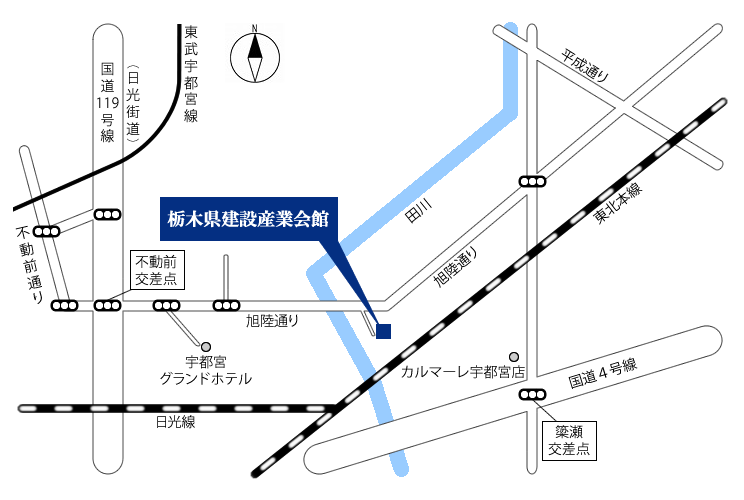 N
東武宇都宮線
国道119号線
（日光街道）
平成通り
田川
東北本線
栃木県建設産業会館
不動前通り
不動前
交差点
旭陸通り
旭陸通り
宇都宮
グランドホテル
カルマーレ宇都宮店
国道４号線
日光線
簗瀬
交差点